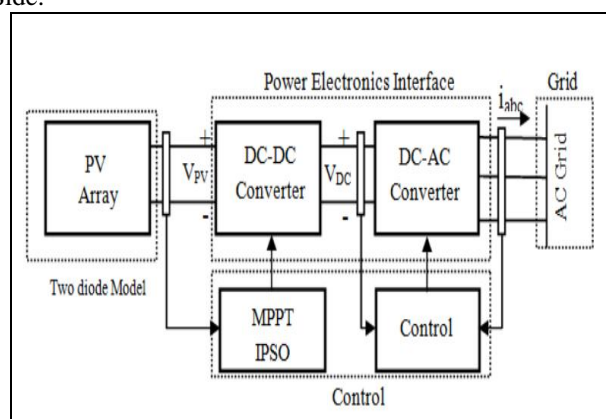 side.
Power Electronics Interface
i_abc
Grid
PV
Array
+
V_PV
-
DC-DC
Converter
+
V_DC
-
DC-AC
Converter
AC Grid
Two diode Model
MPPT
IPSO
Control
Control